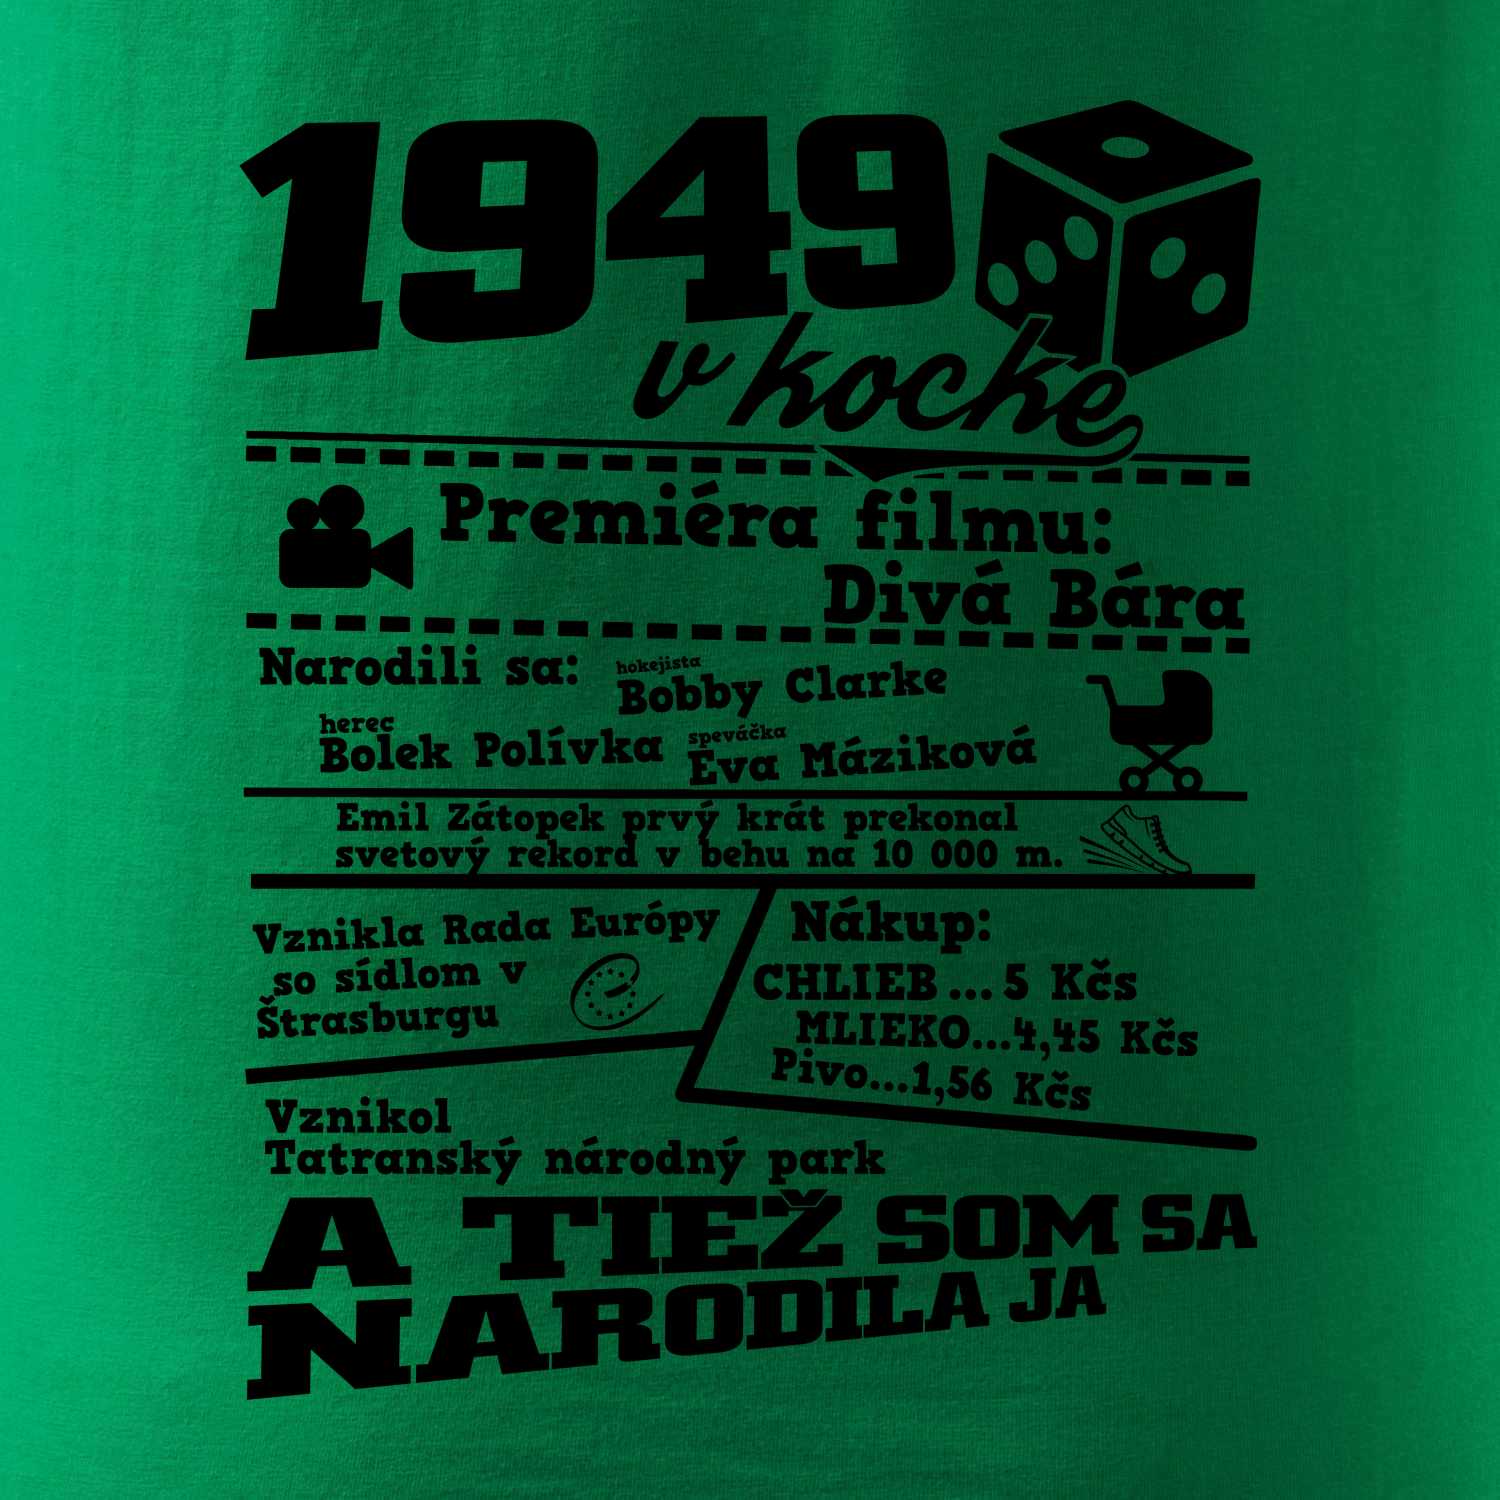 1949
v kocke
Premiéra filmu:
Divá Bára
Narodili sa:
hokejista
Bobby Clarke
herec
Bolek Polívka
speváčka
Eva Máziková
Emil Zátopek prvý krát prekonal
svetový rekord v behu na 10 000 m.
Vznikla Rada Európy
so sídlom v
Štrasburgu
Nákup:
CHLIEB...5 Kčs
MLIEKO...4,45 Kčs
Pivo...1,56 Kčs
Vznikol
Tatranský národný park
A TIEŽ SOM SA
NARODILA JA